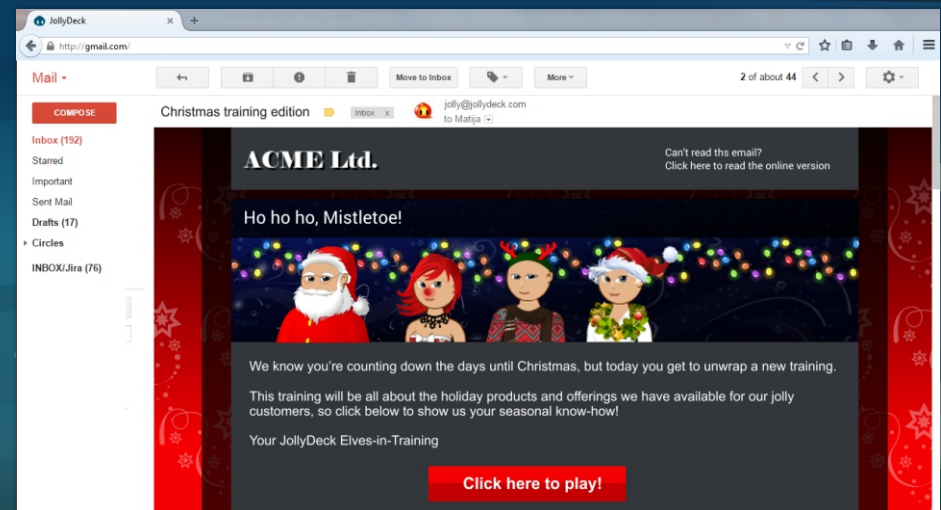 JollyDeck
http://gmail.com/
Mail
Move to Inbox
More
2 of about 44
COMPOSE
Christmas training edition
Inbox x
jolly@jollydeck.com
to Matija
Inbox (192)
Starred
Important
Sent Mail
Drafts (17)
Circles
INBOX/Jira (76)
ACME Ltd.
Can't read ths email?
Click here to read the online version
Ho ho ho, Mistletoe!
We know you're counting down the days until Christmas, but today you get to unwrap a new training.
This training will be all about the holiday products and offerings we have available for our jolly
customers, so click below to show us your seasonal know-how!
Your JollyDeck Elves-in-Training
Click here to play!